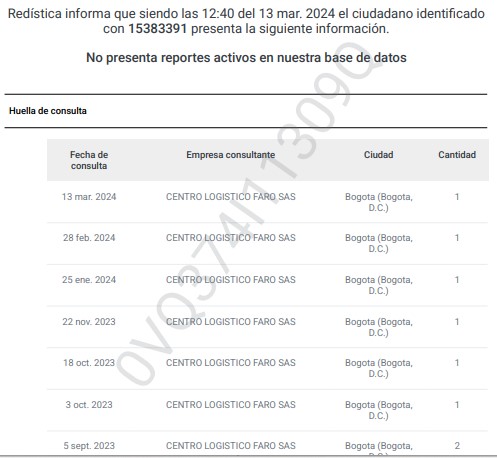 Redística informa que siendo las 12:40 del 13 mar. 2024 el ciudadano identificado
con 15383391 presenta la siguiente información.
No presenta reportes activos en nuestra base de datos
Huella de consulta
Fecha de consulta Empresa consultante Ciudad Cantidad
13 mar. 2024 CENTRO LOGISTICO FARO SAS Bogota (Bogota, D.C.) 1
28 feb. 2024 CENTRO LOGISTICO FARO SAS Bogota (Bogota, D.C.) 1
25 ene. 2024 CENTRO LOGISTICO FARO SAS Bogota (Bogota, D.C.) 1
22 nov. 2023 CENTRO LOGISTICO FARO SAS Bogota (Bogota, D.C.) 1
18 oct. 2023 CENTRO LOGISTICO FARO SAS Bogota (Bogota, D.C.) 1
3 oct. 2023 CENTRO LOGISTICO FARO SAS Bogota (Bogota, D.C.) 1
5 sept. 2023 CENTRO LOGISTICO FARO SAS Bogota (Bogota, 2